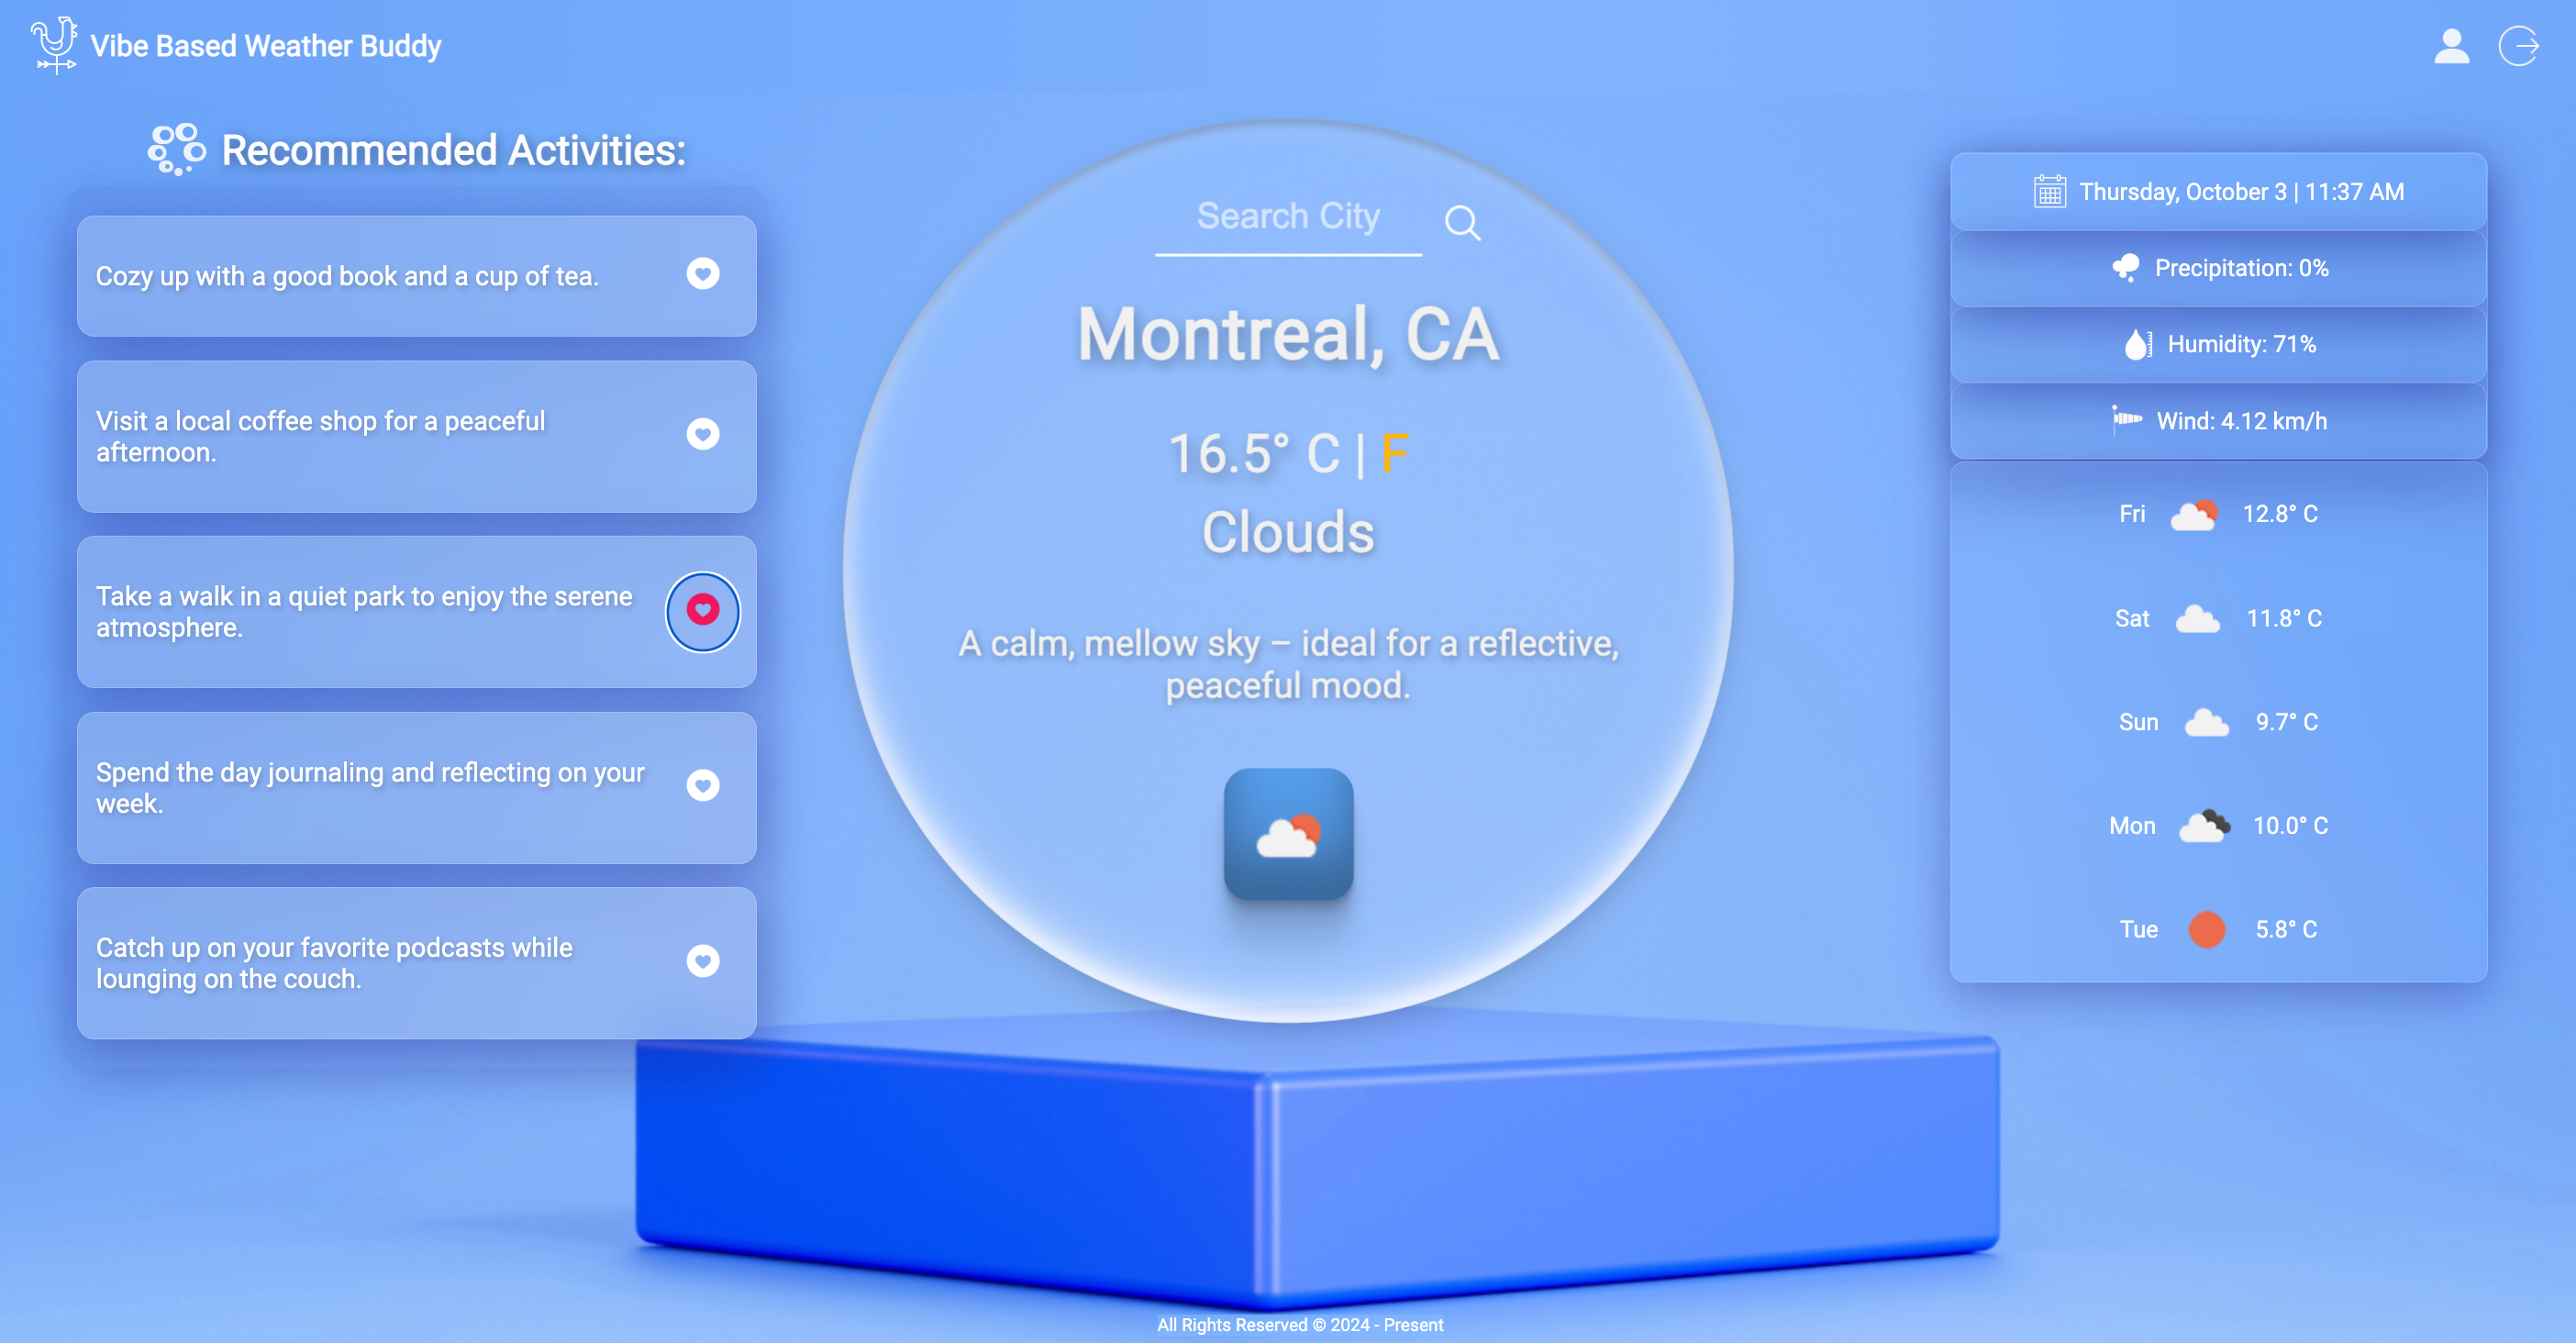 Vibe Based Weather Buddy
Recommended Activities:
Cozy up with a good book and a cup of tea.
Visit a local coffee shop for a peaceful
afternoon.
Take a walk in a quiet park to enjoy the serene
atmosphere.
Spend the day journaling and reflecting on your
week.
Catch up on your favorite podcasts while
lounging on the couch.
Search City
Montreal, CA
16.5° C | F
Clouds
A calm, mellow sky – ideal for a reflective,
peaceful mood.
Thursday, October 3 | 11:37 AM
Precipitation: 0%
Humidity: 71%
Wind: 4.12 km/h
Fri 12.8° C
Sat 11.8° C
Sun 9.7° C
Mon 10.0° C
Tue 5.8° C
All Rights Reserved © 2024 - Present